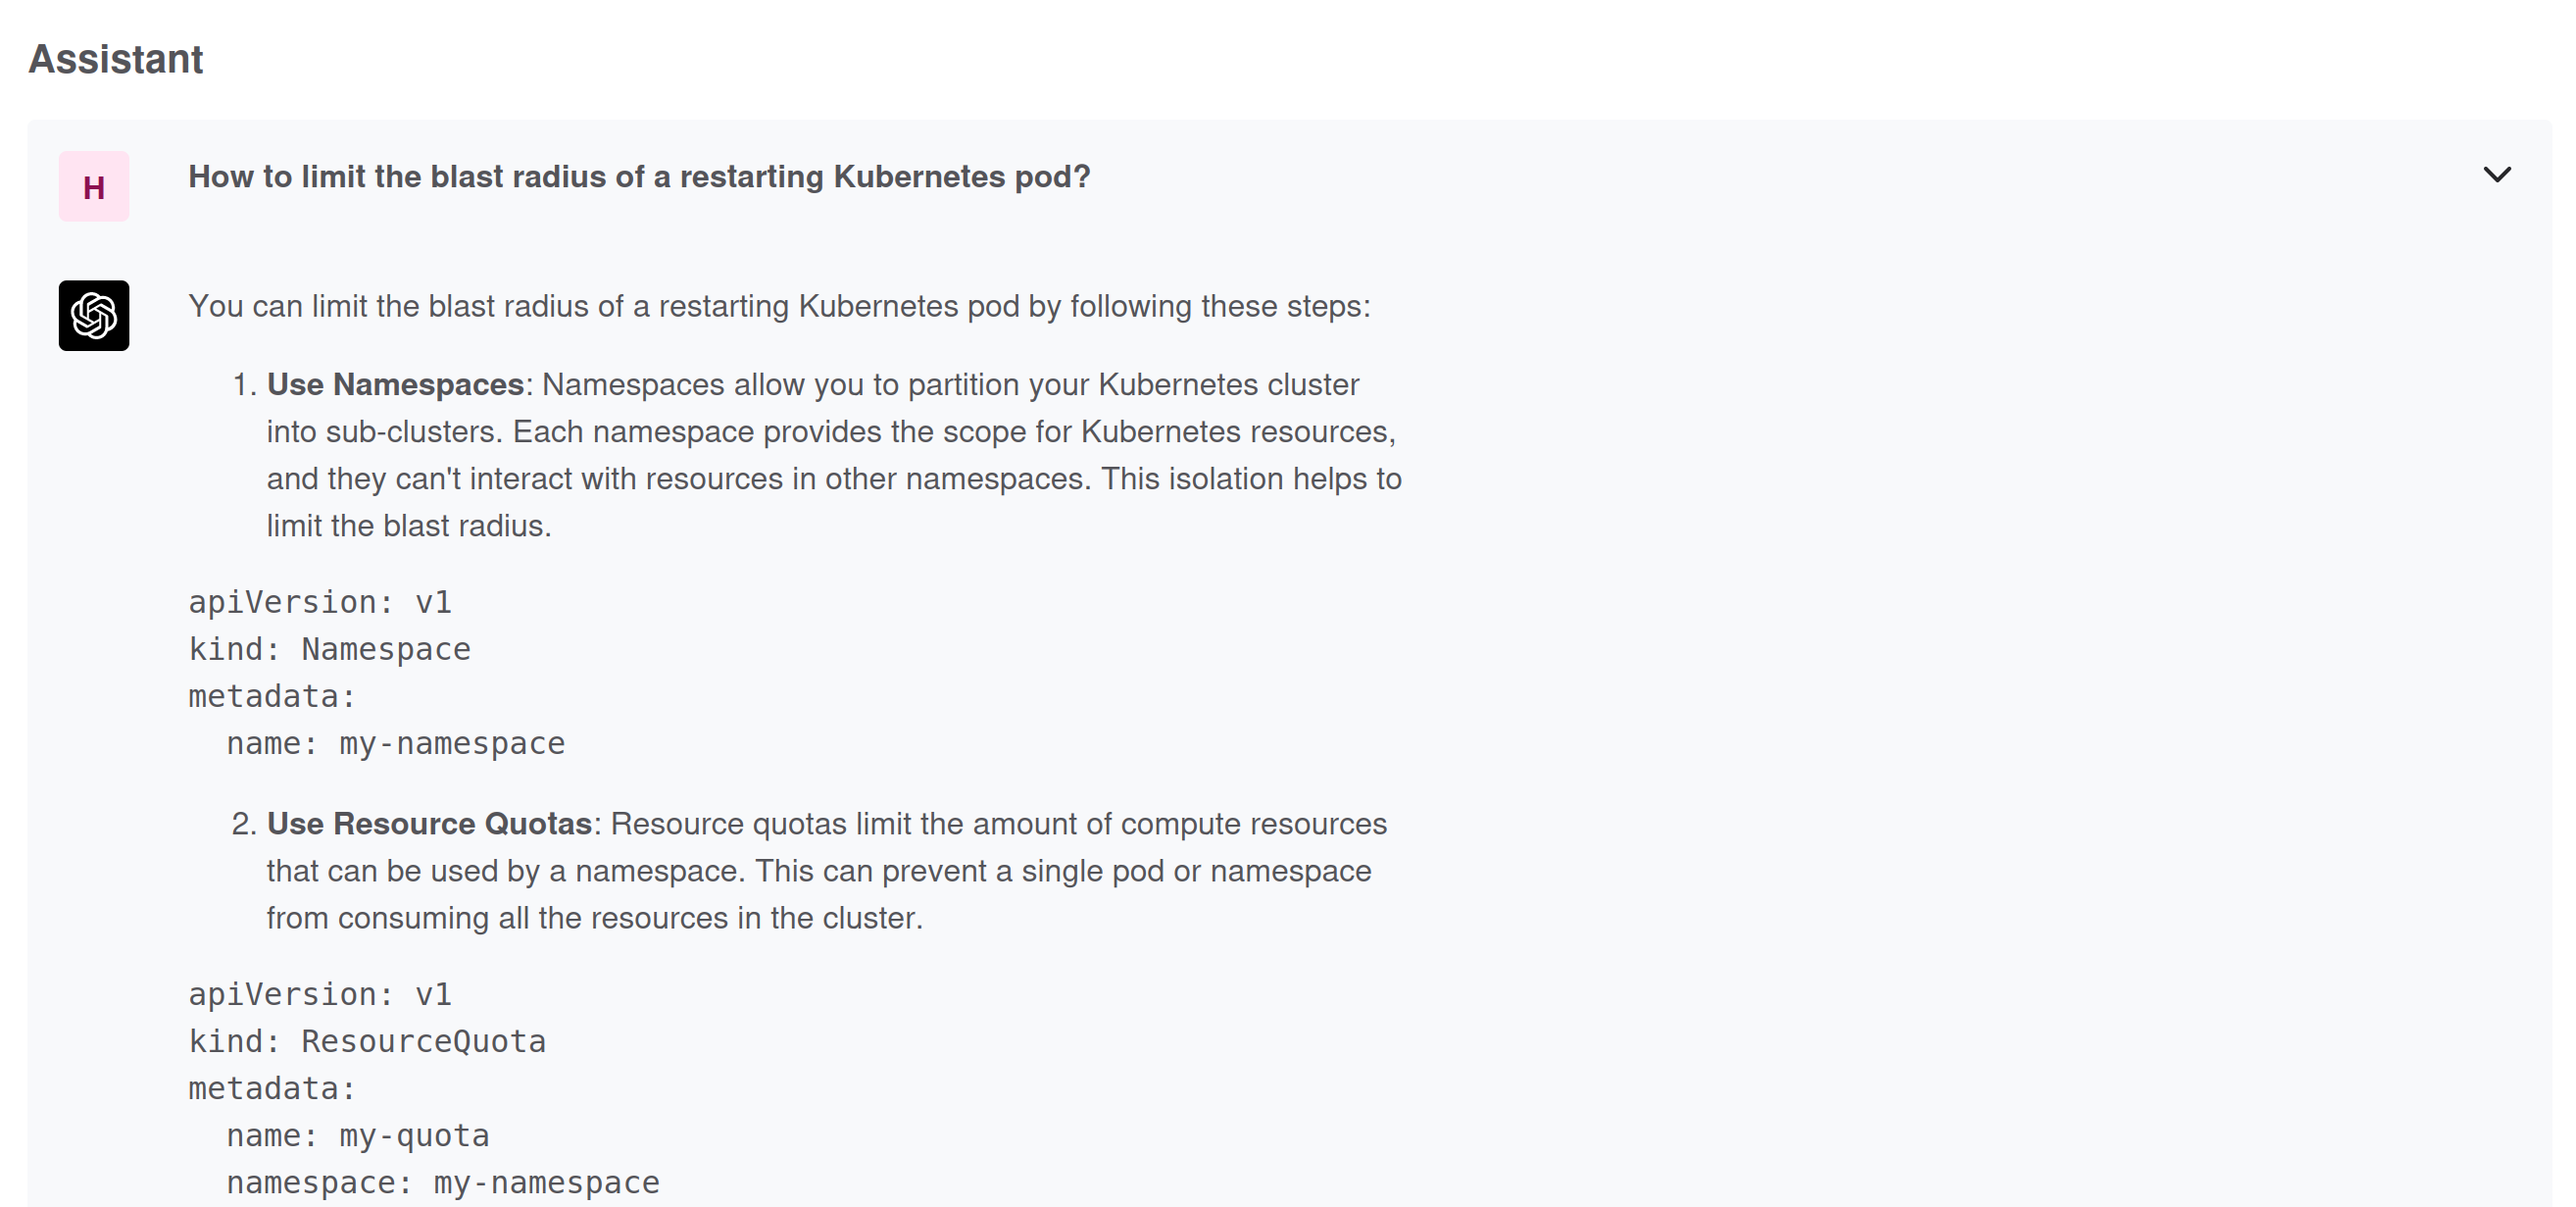 Assistant
H
How to limit the blast radius of a restarting Kubernetes pod?
You can limit the blast radius of a restarting Kubernetes pod by following these steps:
1. Use Namespaces: Namespaces allow you to partition your Kubernetes cluster
into sub-clusters. Each namespace provides the scope for Kubernetes resources,
and they can't interact with resources in other namespaces. This isolation helps to
limit the blast radius.
apiVersion: v1
kind: Namespace
metadata:
  name: my-namespace
2. Use Resource Quotas: Resource quotas limit the amount of compute resources
that can be used by a namespace. This can prevent a single pod or namespace
from consuming all the resources in the cluster.
apiVersion: v1
kind: ResourceQuota
metadata:
  name: my-quota
  namespace: my-namespace